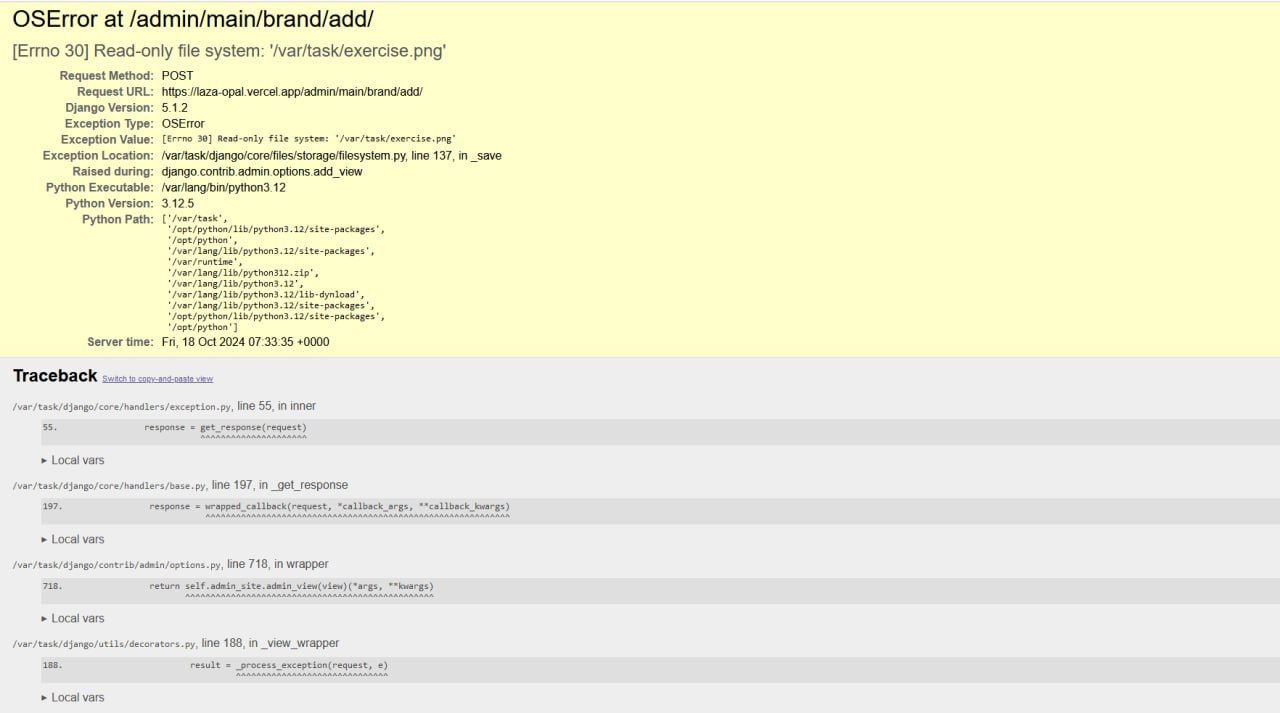 OSError at /admin/main/brand/add/
[Errno 30] Read-only file system: '/var/task/exercise.png'
Request Method: POST
Request URL: https://laza-opal.vercel.app/admin/main/brand/add/
Django Version: 5.1.2
Exception Type: OSError
Exception Value: [Errno 30] Read-only file system: '/var/task/exercise.png'
Exception Location: /var/task/django/core/files/storage/filesystem.py, line 137, in _save
Raised during: django.contrib.admin.options.add_view
Python Executable: /var/lang/bin/python3.12
Python Version: 3.12.5
Python Path: ['/var/task',
'/opt/python/lib/python3.12/site-packages',
'/opt/python',
'/var/lang/lib/python3.12/site-packages',
'/var/runtime',
'/var/lang/lib/python312.zip',
'/var/lang/lib/python3.12',
'/var/lang/lib/python3.12/lib-dynload',
'/var/lang/lib/python3.12/site-packages',
'/opt/python/lib/python3.12/site-packages',
'/opt/python']
Server time: Fri, 18 Oct 2024 07:33:35 +0000
Traceback Switch to copy-and-paste view
/var/task/django/core/handlers/exception.py, line 55, in inner
55. response = get_response(request)
^^^^^^^^^^^^^^^^^^^^^
▶ Local vars
/var/task/django/core/handlers/base.py, line 197, in _get_response
197. response = wrapped_callback(request, *callback_args, **callback_kwargs)
^^^^^^^^^^^^^^^^^^^^^^^^^^^^^^^^^^^^^^^^^^^^^^^^^^^^^^^^^^^^
▶ Local vars
/var/task/django/contrib/admin/options.py, line 718, in wrapper
718. return self.admin_site.admin_view(view)(*args, **kwargs)
^^^^^^^^^^^^^^^^^^^^^^^^^^^^^^^^^^^^^^^^^^^^^^^^^
▶ Local vars
/var/task/django/utils/decorators.py, line 188, in _view_wrapper
188. result = _process_exception(request, e)
^^^^^^^^^^^^^^^^^^^^^^^^^^^^^^
▶ Local vars